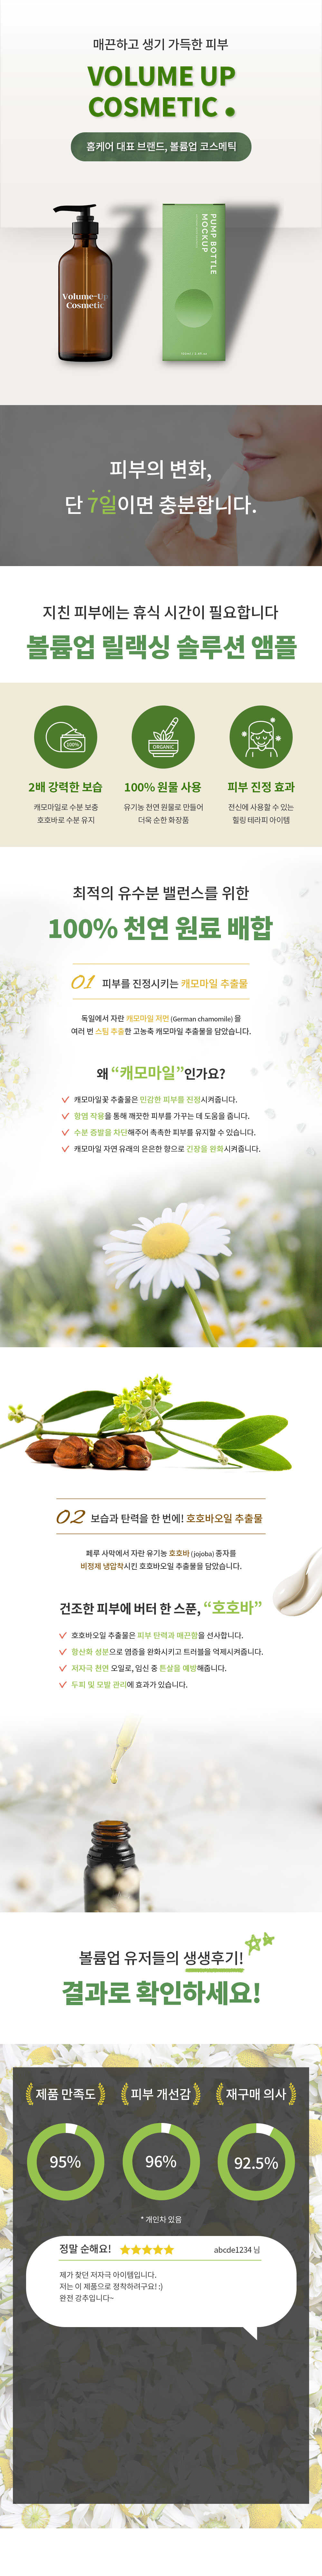 매끈하고 생기 가득한 피부
VOLUME UP
COSMETIC
홈케어 대표 브랜드, 볼륨업 코스메틱
Volume-Up
Cosmetic
PUMP BOTTLE
MOCKUP
피부의 변화,
단 7일이면 충분합니다.
지친 피부에는 휴식 시간이 필요합니다
볼륨업 릴랙싱 솔루션 앰플
100%
ORGANIC
2배 강력한 보습
캐모마일로 수분 보충
호호바로 수분 유지
100% 원물 사용
유기농 천연 원물로 만들어
더욱 순한 화장품
피부 진정 효과
전신에 사용할 수 있는
힐링 테라피 아이템
최적의 유수분 밸런스를 위한
100% 천연 원료 배합
01 피부를 진정시키는 캐모마일 추출물
독일에서 자란 캐모마일 저먼 (German chamomile) 을
여러 번 스팀 추출한 고농축 캐모마일 추출물을 담았습니다.
왜 “캐모마일”인가요?
캐모마일꽃 추출물은 민감한 피부를 진정시켜줍니다.
항염 작용을 통해 깨끗한 피부를 가꾸는 데 도움을 줍니다.
수분 증발을 차단해주어 촉촉한 피부를 유지할 수 있습니다.
캐모마일 자연 유래의 은은한 향으로 긴장을 완화시켜줍니다.
02 보습과 탄력을 한 번에! 호호바오일 추출물
페루 사막에서 자란 유기농 호호바 (jojoba) 종자를
비정제 냉압착시킨 호호바오일 추출물을 담았습니다.
건조한 피부에 버터 한 스푼, “호호바”
호호바오일 추출물은 피부 탄력과 매끈함을 선사합니다.
항산화 성분으로 염증을 완화시키고 트러블을 억제시켜줍니다.
저자극 천연 오일로, 임신 중 튼살을 예방해줍니다.
두피 및 모발 관리에 효과가 있습니다.
볼륨업 유저들의 생생후기!
결과로 확인하세요!
제품 만족도
피부 개선감
재구매 의사
95%
96%
92.5%
* 개인차 있음
정말 순해요!
abcde1234 님
제가 찾던 저자극 아이템입니다.
저는 이 제품으로 정착하려구요! :)
완전 강추입니다~